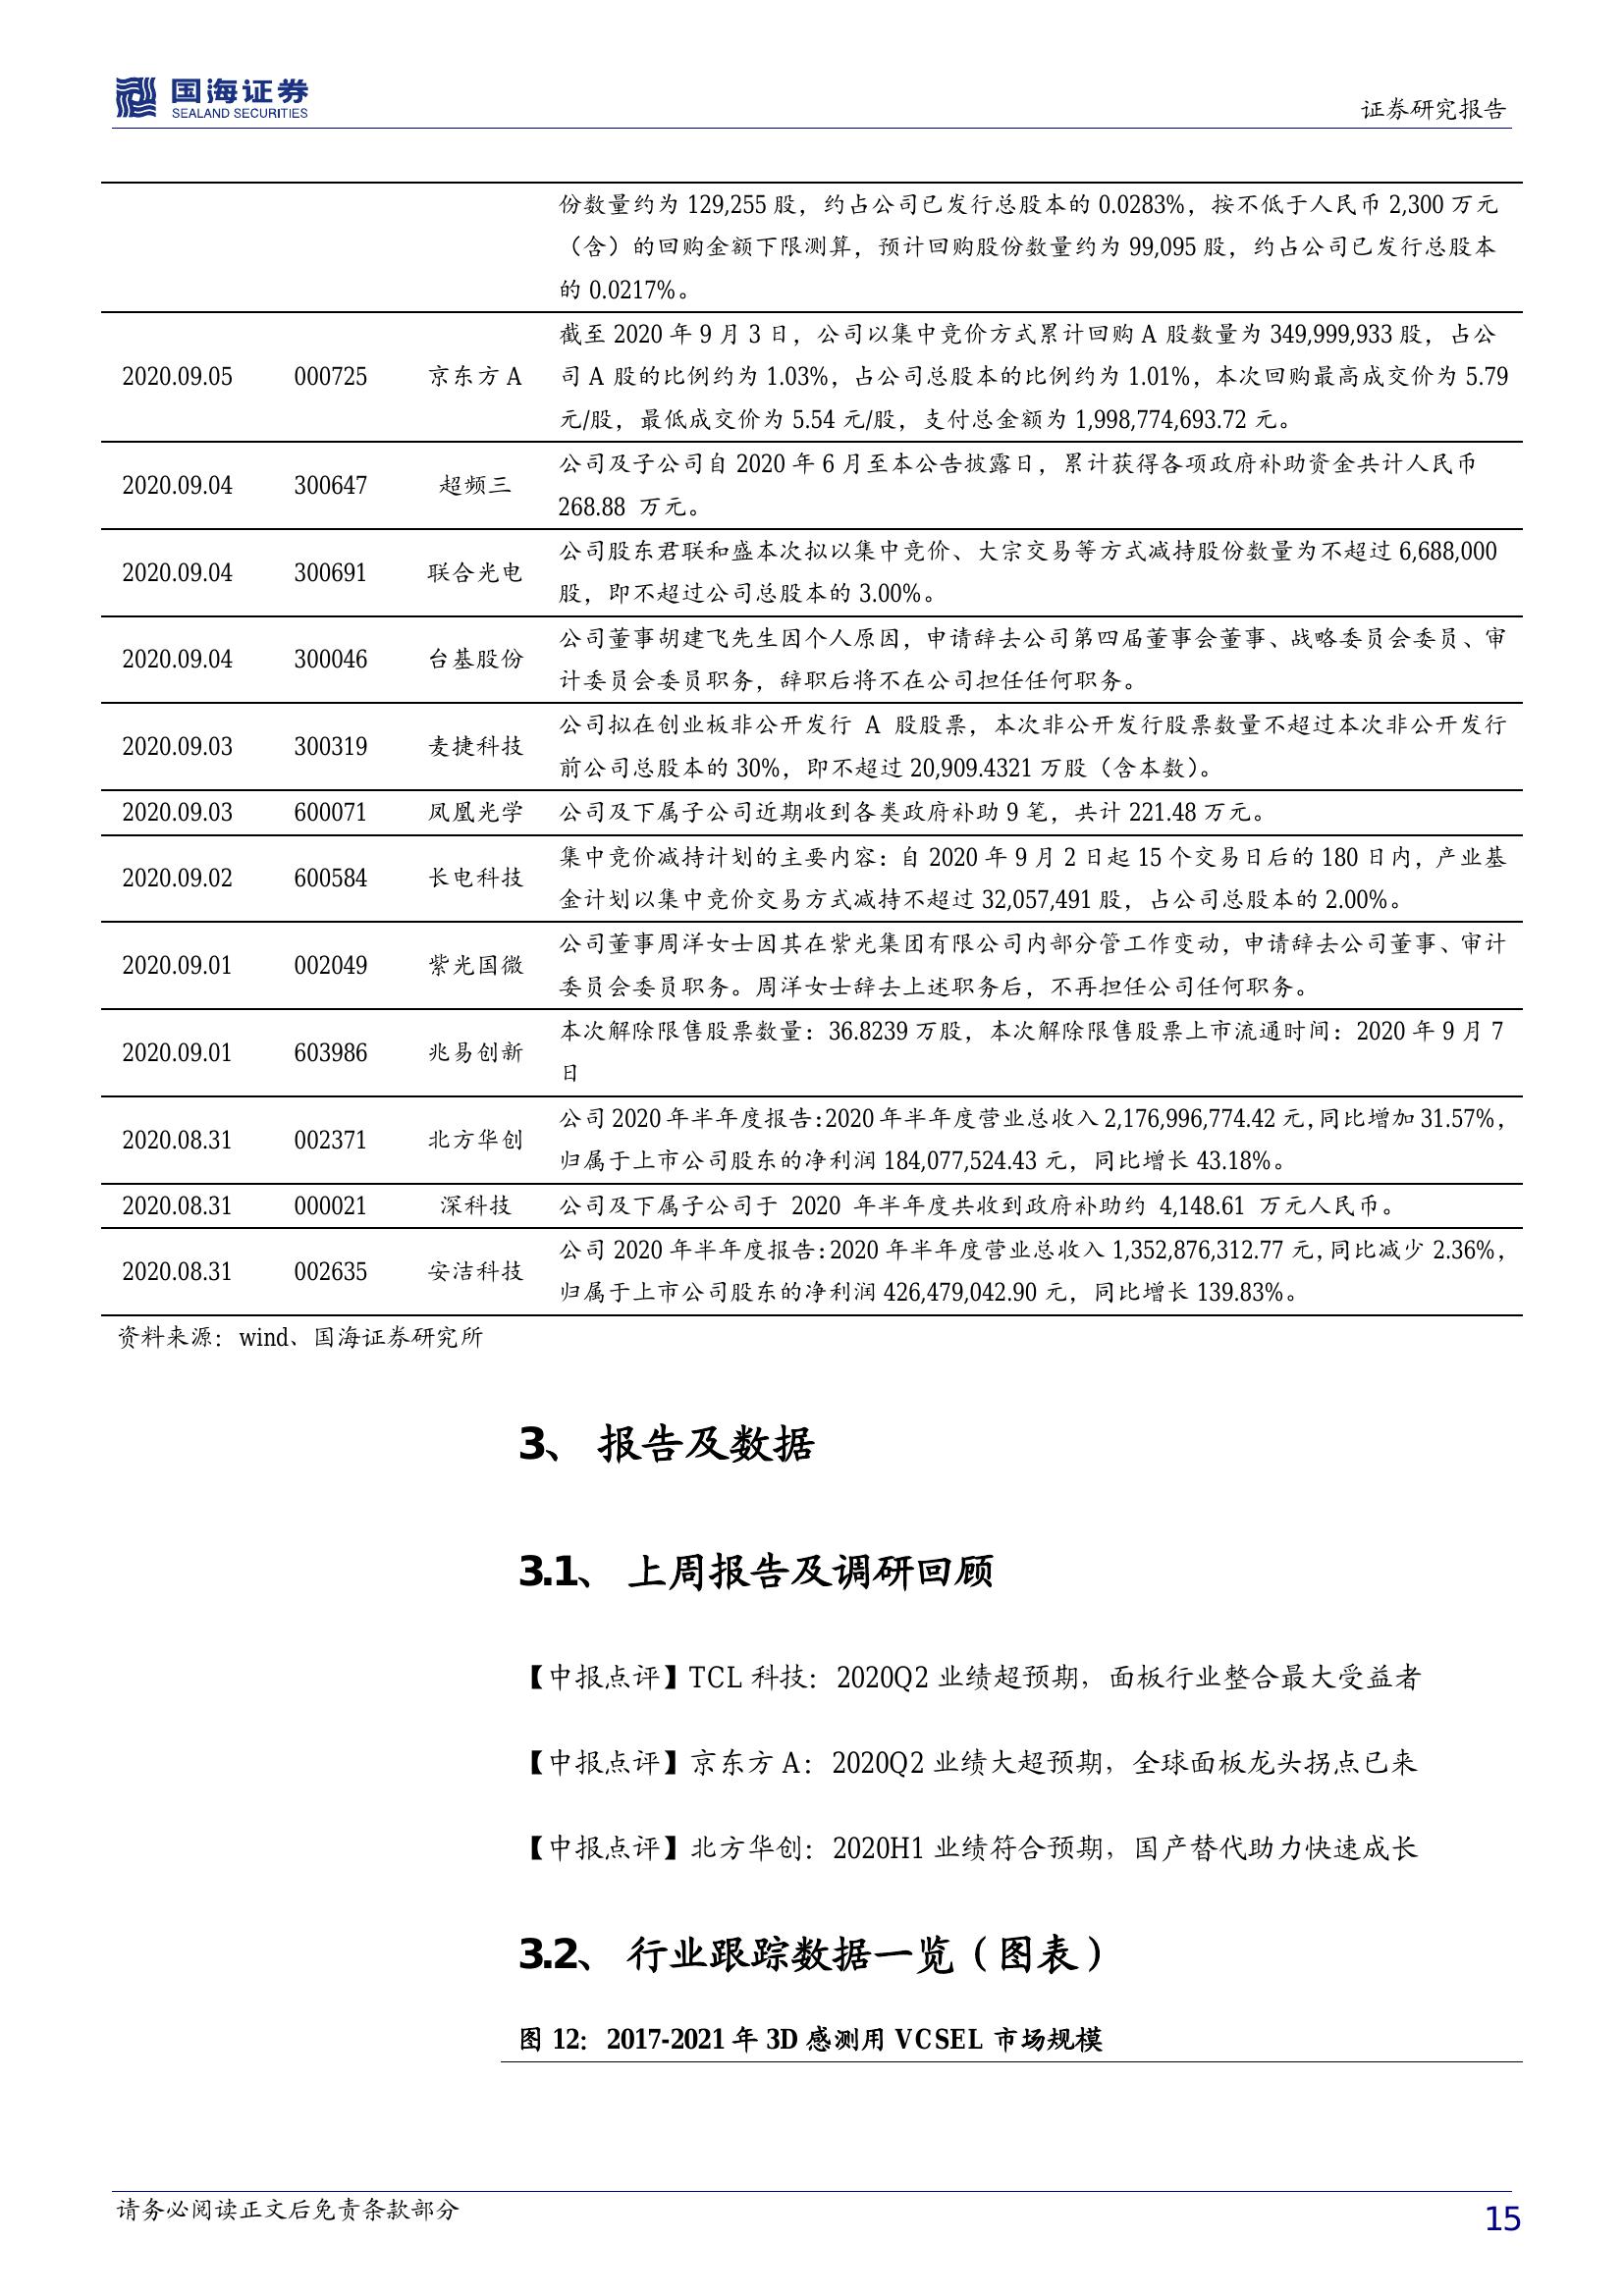 国海证券
SEALAND SECURITIES
证券研究报告
份数量约为 129,255 股，约占公司已发行总股本的 0.0283%，按不低于人民币 2,300 万元
（含）的回购金额下限测算，预计回购股份数量约为 99,095 股，约占公司已发行总股本
的 0.0217%。
截至 2020 年 9 月 3 日，公司以集中竞价方式累计回购 A 股数量为 349,999,933 股，占公
2020.09.05 000725 京东方 A 司 A 股的比例约为 1.03%，占公司总股本的比例约为 1.01%，本次回购最高成交价为 5.79
元/股，最低成交价为 5.54 元/股，支付总金额为 1,998,774,693.72 元。
2020.09.04 300647 超频三
公司及子公司自 2020 年 6 月至本公告披露日，累计获得各项政府补助资金共计人民币
268.88 万元。
2020.09.04 300691 联合光电
公司股东君联和盛本次拟以集中竞价、大宗交易等方式减持股份数量为不超过 6,688,000
股，即不超过公司总股本的 3.00%。
2020.09.04 300046 台基股份
公司董事胡建飞先生因个人原因，申请辞去公司第四届董事会董事、战略委员会委员、审
计委员会委员职务，辞职后将不在公司担任任何职务。
2020.09.03 300319 麦捷科技
公司拟在创业板非公开发行 A 股股票，本次非公开发行股票数量不超过本次非公开发行
前公司总股本的 30%，即不超过 20,909.4321 万股（含本数）。
2020.09.03 600071 凤凰光学 公司及下属子公司近期收到各类政府补助 9 笔，共计 221.48 万元。
2020.09.02 600584 长电科技
集中竞价减持计划的主要内容：自 2020 年 9 月 2 日起 15 个交易日后的 180 日内，产业基
金计划以集中竞价交易方式减持不超过 32,057,491 股，占公司总股本的 2.00%。
2020.09.01 002049 紫光国微
公司董事周洋女士因其在紫光集团有限公司内部分管工作变动，申请辞去公司董事、审计
委员会委员职务。周洋女士辞去上述职务后，不再担任公司任何职务。
2020.09.01 603986 兆易创新
本次解除限售股票数量：36.8239 万股，本次解除限售股票上市流通时间：2020 年 9 月 7
日
2020.08.31 002371 北方华创
公司 2020 年半年度报告：2020 年半年度营业总收入 2,176,996,774.42 元，同比增加 31.57%，
归属于上市公司股东的净利润 184,077,524.43 元，同比增长 43.18%。
2020.08.31 000021 深科技 公司及下属子公司于 2020 年半年度共收到政府补助约 4,148.61 万元人民币。
2020.08.31 002635 安洁科技
公司 2020 年半年度报告：2020 年半年度营业总收入 1,352,876,312.77 元，同比减少 2.36%，
归属于上市公司股东的净利润 426,479,042.90 元，同比增长 139.83%。
资料来源：wind、国海证券研究所
3、 报告及数据
3.1、 上周报告及调研回顾
【中报点评】TCL 科技：2020Q2 业绩超预期，面板行业整合最大受益者
【中报点评】京东方 A：2020Q2 业绩大超预期，全球面板龙头拐点已来
【中报点评】北方华创：2020H1 业绩符合预期，国产替代助力快速成长
3.2、 行业跟踪数据一览（图表）
图 12：2017-2021 年 3D 感测用 VCSEL 市场规模
请务必阅读正文后免责条款部分
15